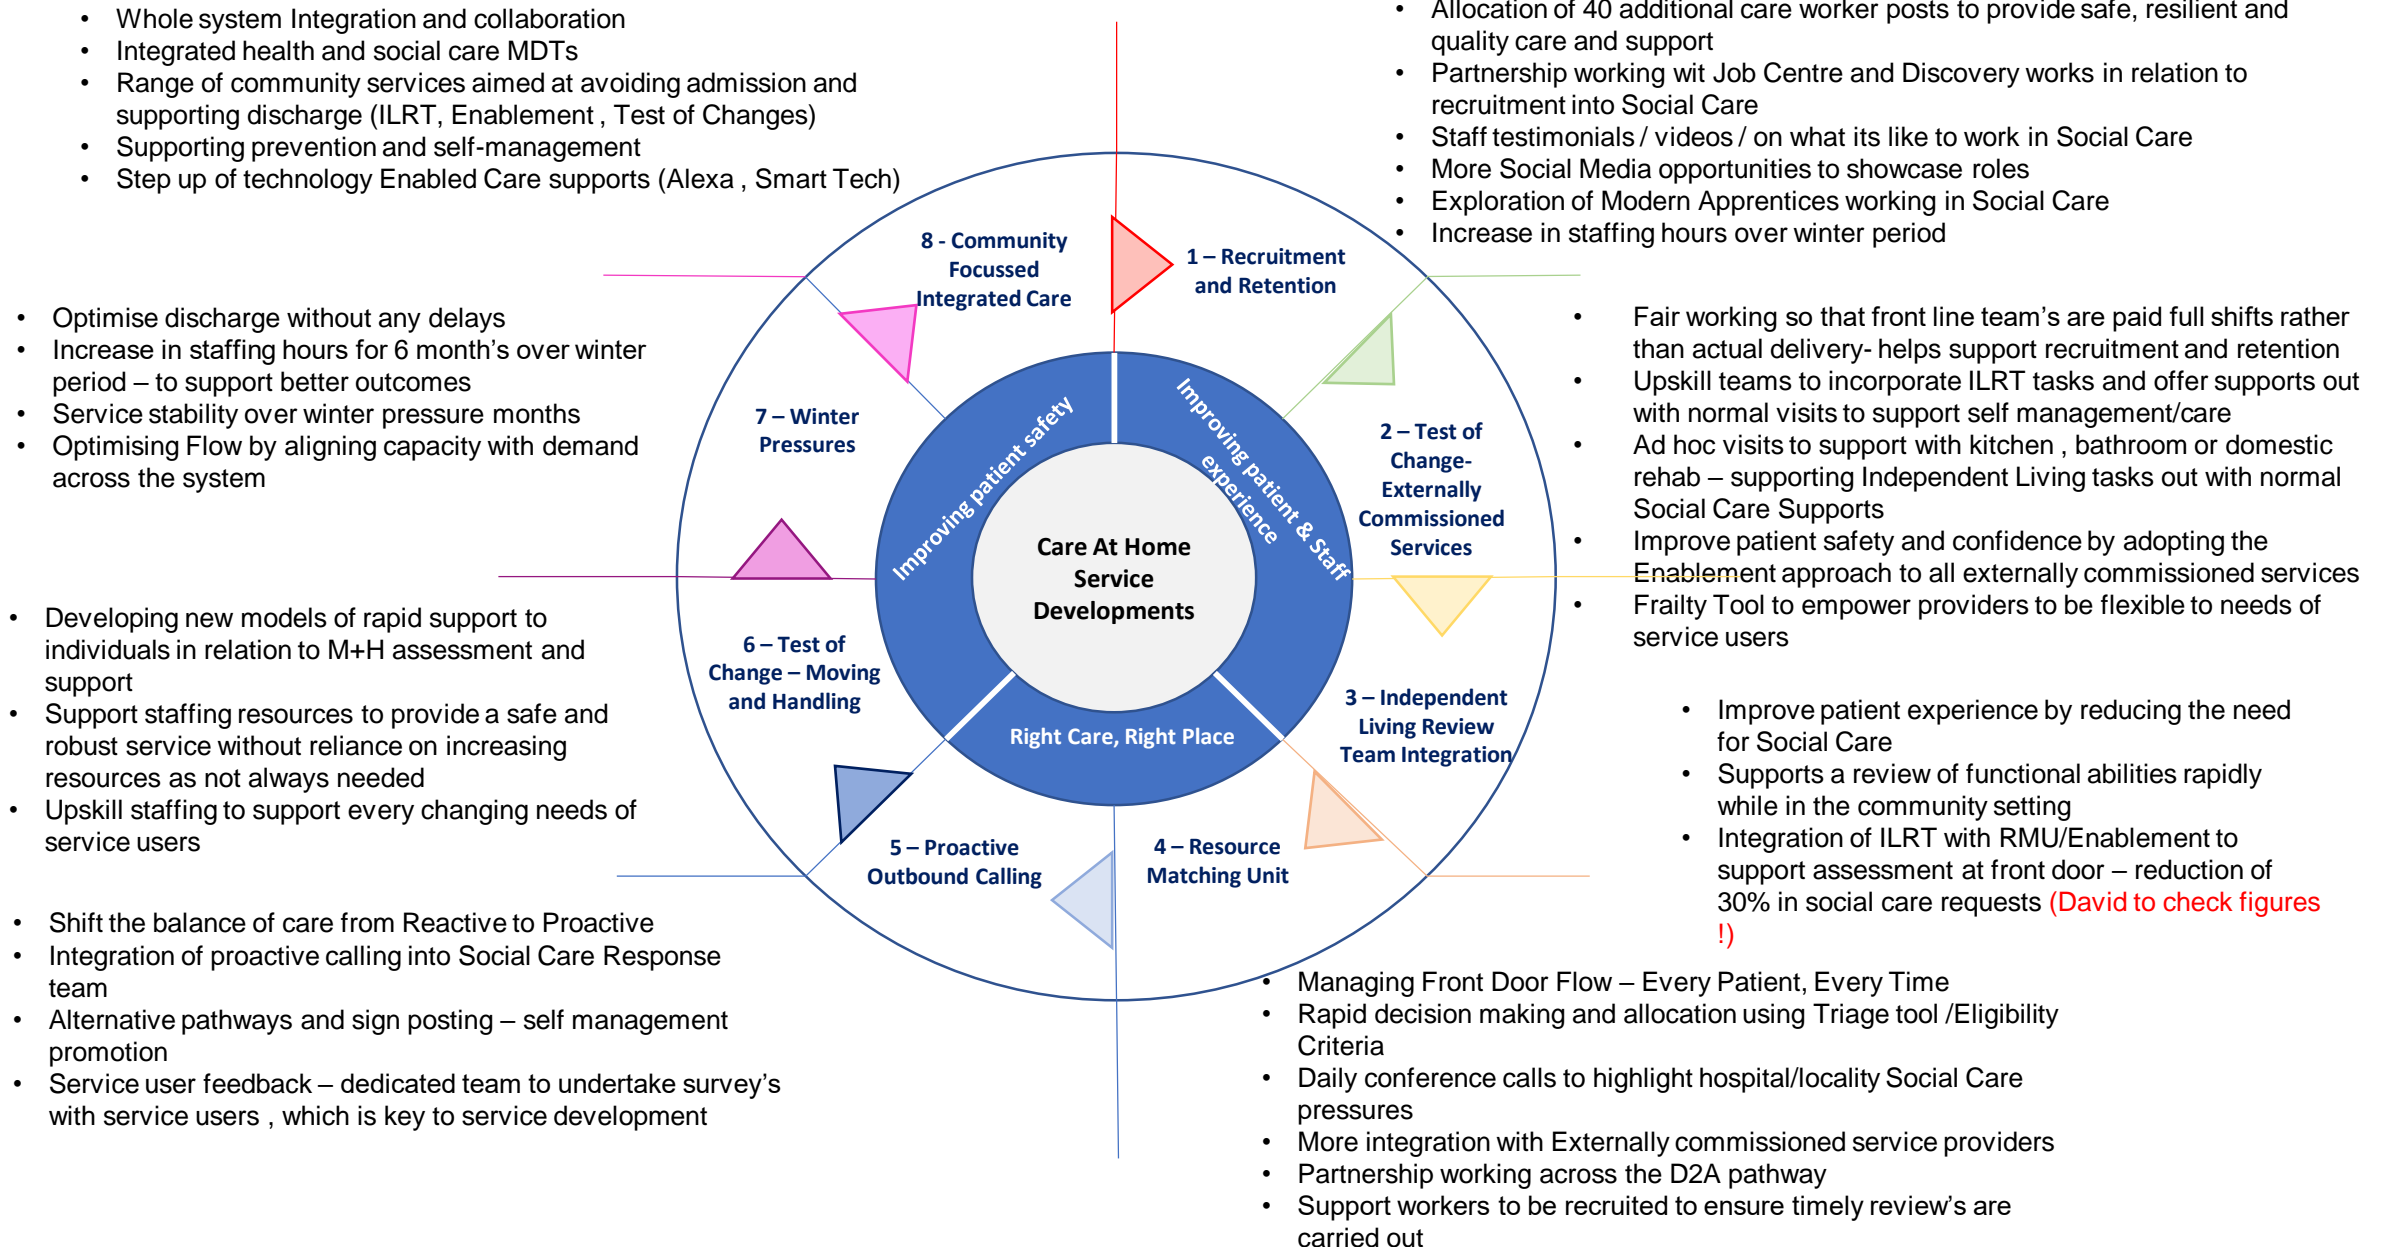 • Whole system Integration and collaboration
• Integrated health and social care MDTs
• Range of community services aimed at avoiding admission and
supporting discharge (ILRT, Enablement , Test of Changes)
• Supporting prevention and self-management
• Step up of technology Enabled Care supports (Alexa , Smart Tech)
• Allocation of 40 additional care worker posts to provide safe, resilient and
quality care and support
• Partnership working wit Job Centre and Discovery works in relation to
recruitment into Social Care
• Staff testimonials / videos / on what its like to work in Social Care
• More Social Media opportunities to showcase roles
• Exploration of Modern Apprentices working in Social Care
• Increase in staffing hours over winter period
8 - Community
Focussed
Integrated Care
1 – Recruitment
and Retention
• Optimise discharge without any delays
• Increase in staffing hours for 6 month’s over winter
period – to support better outcomes
• Service stability over winter pressure months
• Optimising Flow by aligning capacity with demand
across the system
7 – Winter
Pressures
Improving patient safety
Improving patient & Staff
experience
2 – Test of
Change-
Externally
Commissioned
Services
• Fair working so that front line team’s are paid full shifts rather
than actual delivery- helps support recruitment and retention
• Upskill teams to incorporate ILRT tasks and offer supports out
with normal visits to support self management/care
• Ad hoc visits to support with kitchen , bathroom or domestic
rehab – supporting Independent Living tasks out with normal
Social Care Supports
• Improve patient safety and confidence by adopting the
Enablement approach to all externally commissioned services
• Frailty Tool to empower providers to be flexible to needs of
service users
Care At Home
Service
Developments
• Developing new models of rapid support to
individuals in relation to M+H assessment and
support
• Support staffing resources to provide a safe and
robust service without reliance on increasing
resources as not always needed
• Upskill staffing to support every changing needs of
service users
6 – Test of
Change – Moving
and Handling
Right Care, Right Place
3 – Independent
Living Review
Team Integration
• Improve patient experience by reducing the need
for Social Care
• Supports a review of functional abilities rapidly
while in the community setting
• Integration of ILRT with RMU/Enablement to
support assessment at front door – reduction of
30% in social care requests (David to check figures
!)
5 – Proactive
Outbound Calling
4 – Resource
Matching Unit
• Shift the balance of care from Reactive to Proactive
• Integration of proactive calling into Social Care Response
team
• Alternative pathways and sign posting – self management
promotion
• Service user feedback – dedicated team to undertake survey’s
with service users , which is key to service development
• Managing Front Door Flow – Every Patient, Every Time
• Rapid decision making and allocation using Triage tool /Eligibility
Criteria
• Daily conference calls to highlight hospital/locality Social Care
pressures
• More integration with Externally commissioned service providers
• Partnership working across the D2A pathway
• Support workers to be recruited to ensure timely review’s are
carried out